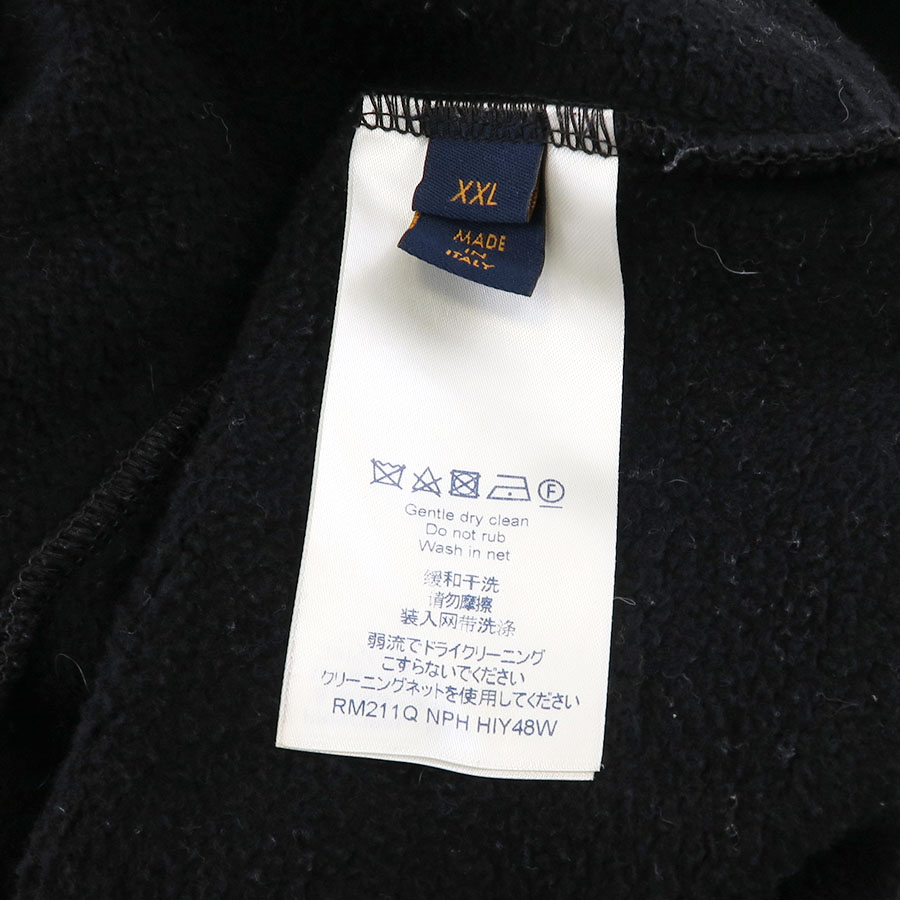 XXL
MADE
IN
ITALY
F
Gentle dry clean
Do not rub
Wash in net
缓和干洗
请勿摩擦
装入网带洗涤
弱流でドライクリーニング
こすらないでください
クリーニングネットを使用してください
RM211Q NPH HIY48W